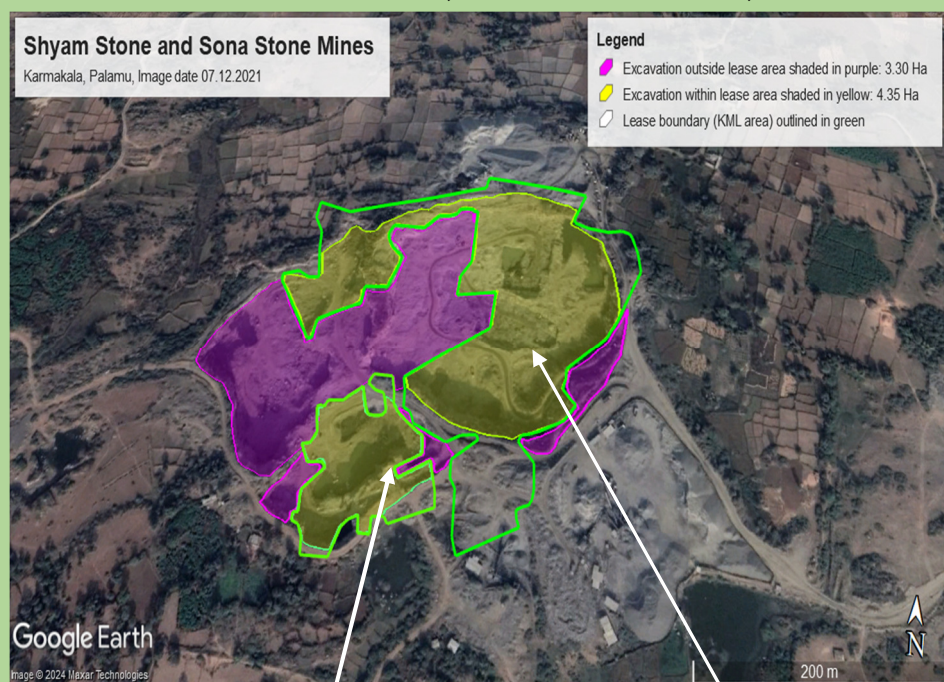 Shyam Stone and Sona Stone Mines
Karmakala, Palamu, Image date 07.12.2021
Legend
Excavation outside lease area shaded in purple: 3.30 Ha
Excavation within lease area shaded in yellow: 4.35 Ha
Lease boundary (KML area) outlined in green
Google Earth
Image © 2024 Maxar Technologies
N
200 m